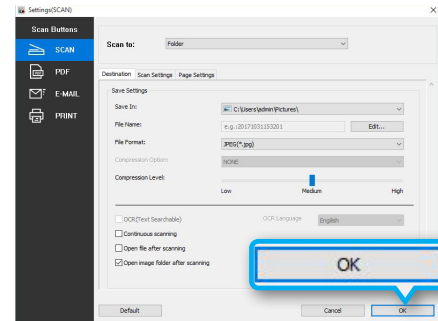 Settings(SCAN)
Scan Buttons
SCAN
PDF
E-MAIL
PRINT
Scan to:
Folder
Destination
Scan Settings
Page Settings
Save Settings
Save In:
C:\Users\admin\Pictures\
File Name:
e.g.:20171031153201
Edit...
File Format:
JPEG(*.jpg)
Compression Option:
NONE
Compression Level:
Low
Medium
High
OCR(Text Searchable)
OCR Language
English
Continuous scanning
Open file after scanning
Open image folder after scanning
OK
Default
Cancel
OK